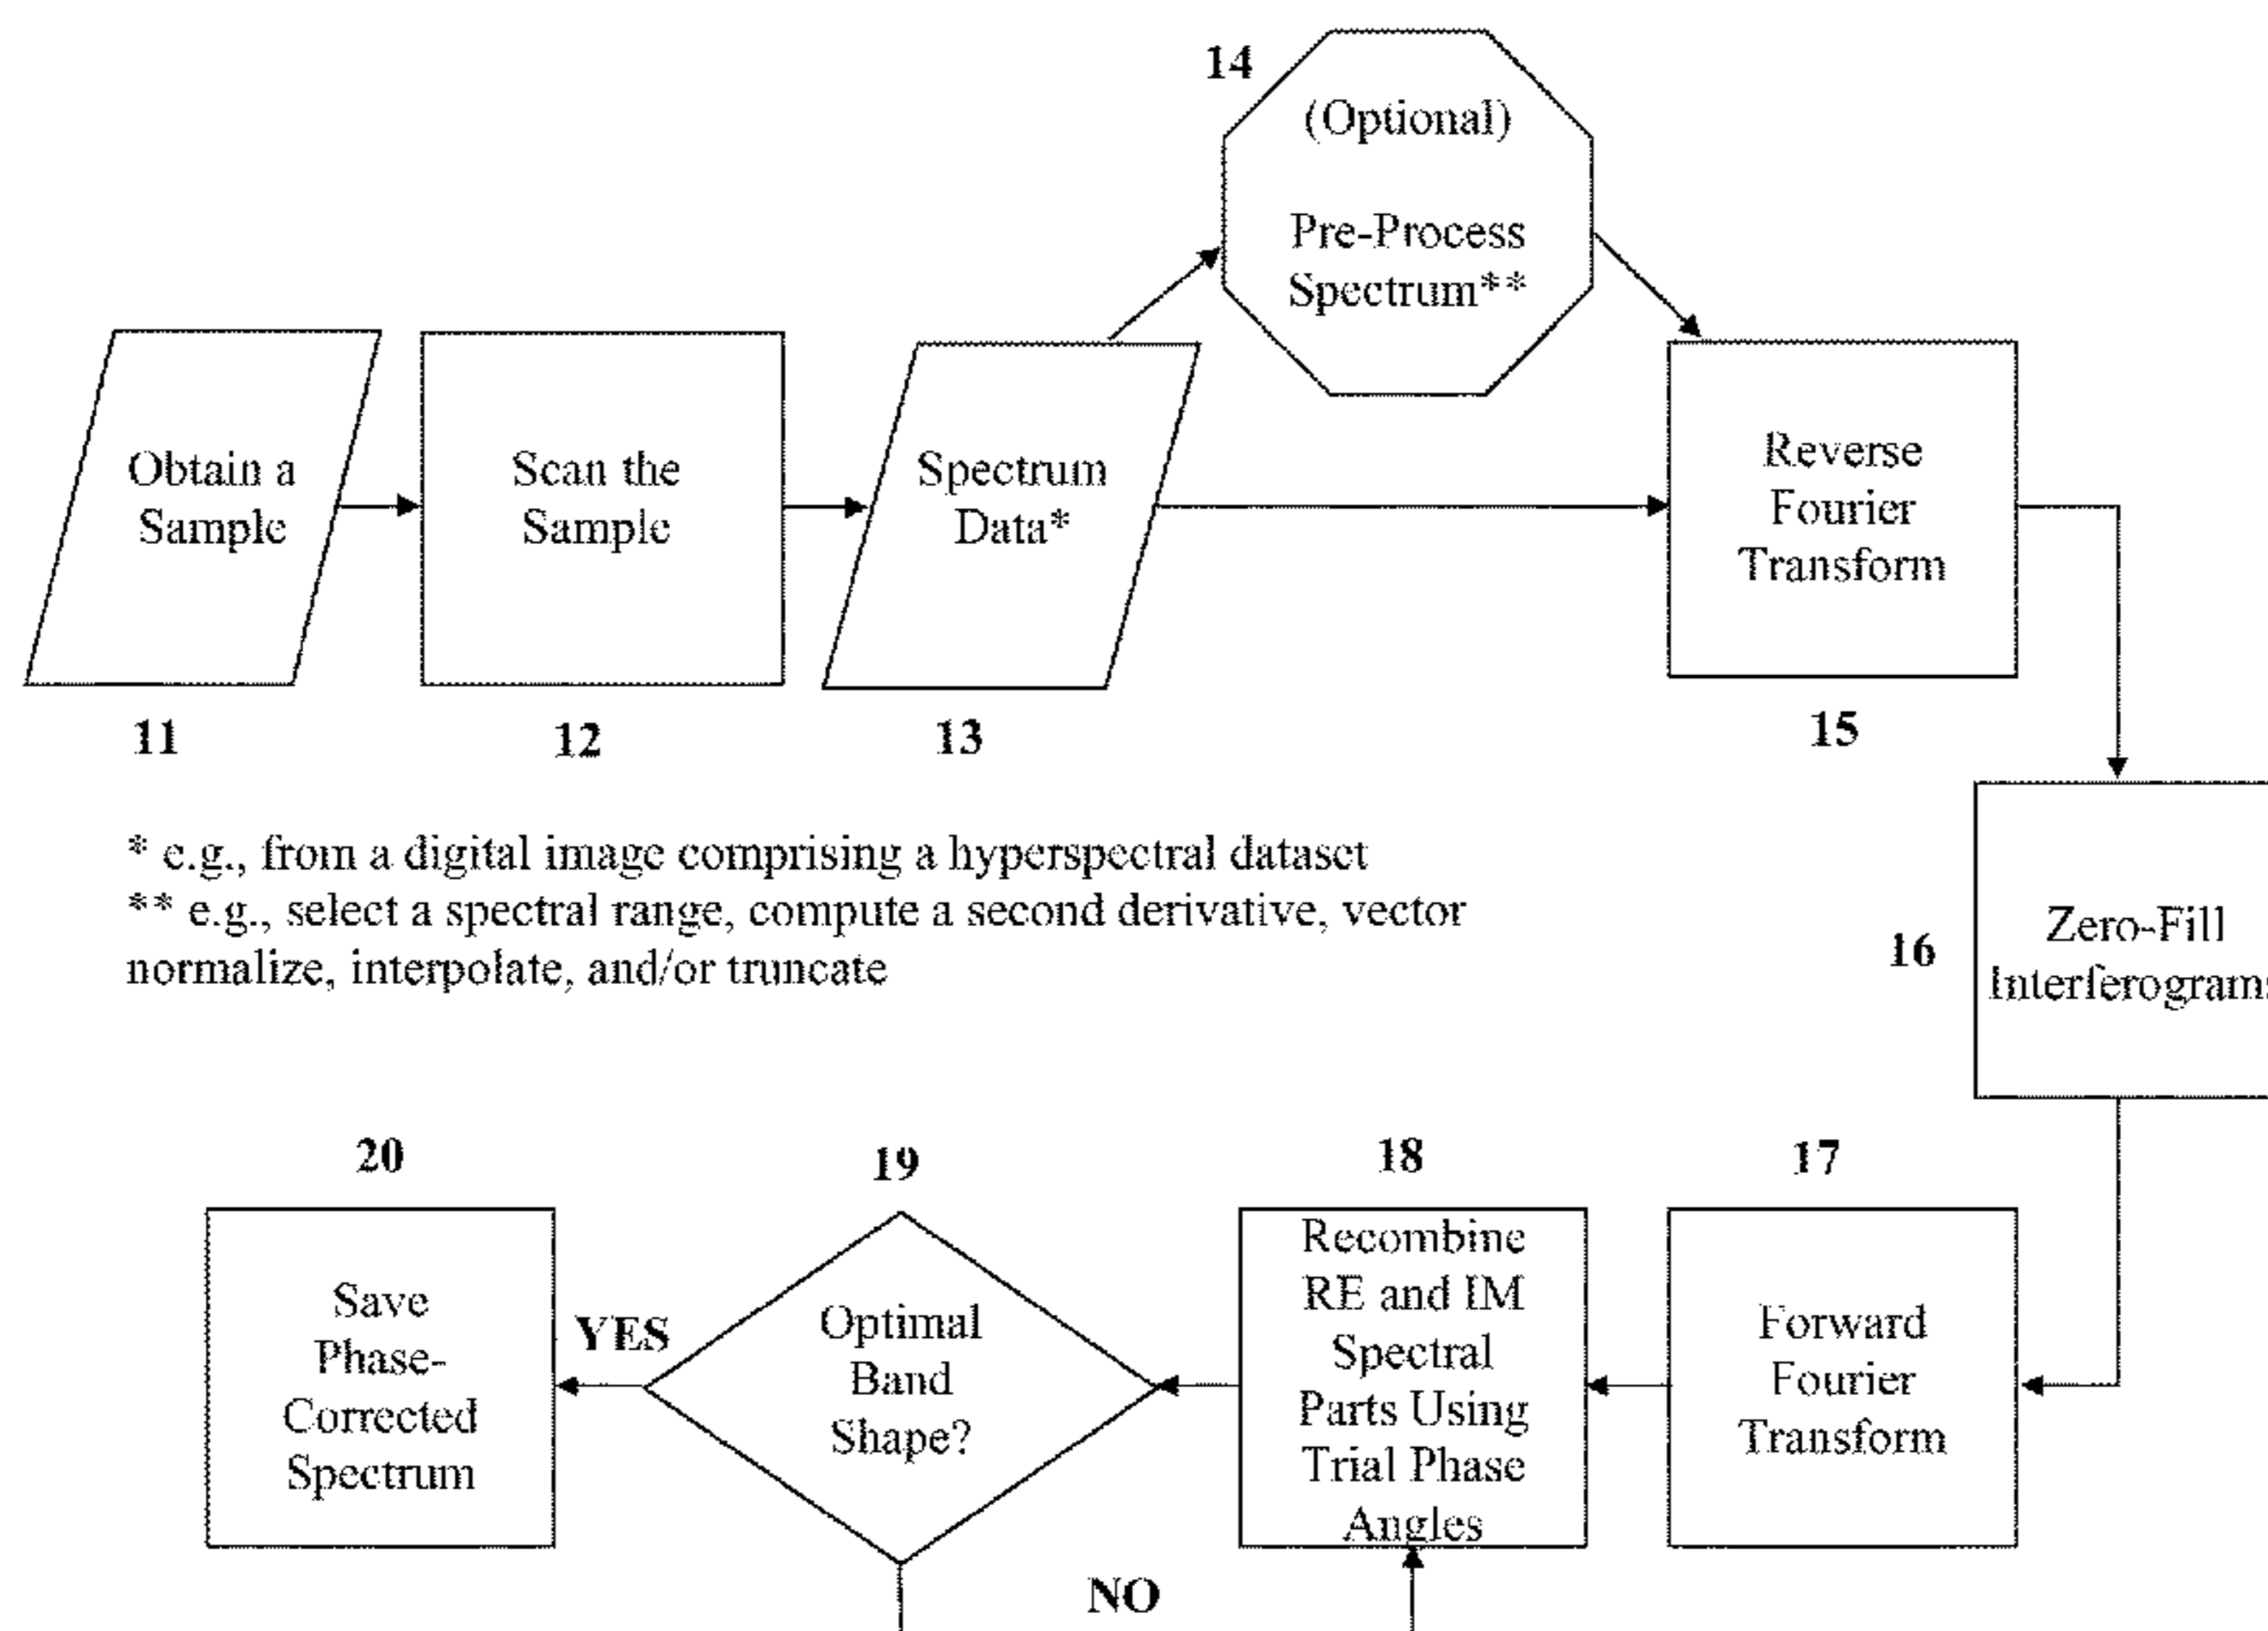 14
(Optional)
Pre-Process
Spectrum**
Obtain a
Sample
Scan the
Sample
Spectrum
Data*
Reverse
Fourier
Transform
11
12
13
15
* e.g., from a digital image comprising a hyperspectral dataset
** e.g., select a spectral range, compute a second derivative, vector
normalize, interpolate, and/or truncate
16
Zero-Fill
Interferograms
20
19
18
17
Save
Phase-
Corrected
Spectrum
YES
Optimal
Band
Shape?
Recombine
RE and IM
Spectral
Parts Using
Trial Phase
Angles
Forward
Fourier
Transform
NO